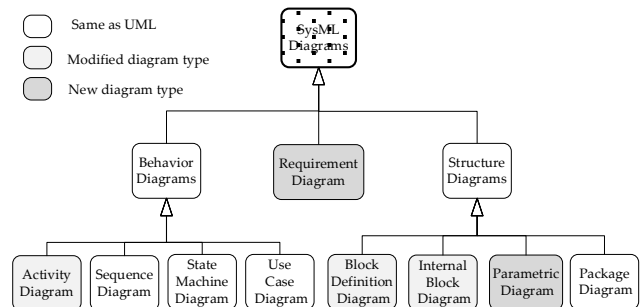 Same as UML
Modified diagram type
New diagram type
SysML
Diagrams
Behavior
Diagrams
Requirement
Diagram
Structure
Diagrams
Activity
Diagram
Sequence
Diagram
State
Machine
Diagram
Use
Case
Diagram
Block
Definition
Diagram
Internal
Block
Diagram
Parametric
Diagram
Package
Diagram